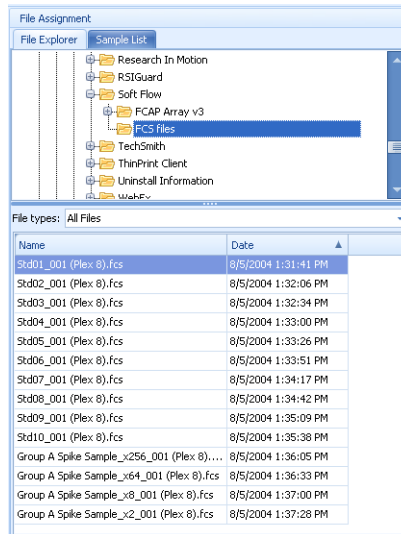 File Assignment
File Explorer Sample List
Research In Motion
RSIGuard
Soft Flow
FCAP Array v3
FCS files
TechSmith
ThinPrint Client
Uninstall Information
WebEx
File types: All Files
Name Date
Std01_001 (Plex 8).fcs 8/5/2004 1:31:41 PM
Std02_001 (Plex 8).fcs 8/5/2004 1:32:06 PM
Std03_001 (Plex 8).fcs 8/5/2004 1:32:34 PM
Std04_001 (Plex 8).fcs 8/5/2004 1:33:00 PM
Std05_001 (Plex 8).fcs 8/5/2004 1:33:26 PM
Std06_001 (Plex 8).fcs 8/5/2004 1:33:51 PM
Std07_001 (Plex 8).fcs 8/5/2004 1:34:17 PM
Std08_001 (Plex 8).fcs 8/5/2004 1:34:42 PM
Std09_001 (Plex 8).fcs 8/5/2004 1:35:09 PM
Std10_001 (Plex 8).fcs 8/5/2004 1:35:38 PM
Group A Spike Sample_x256_001 (Plex 8).... 8/5/2004 1:36:05 PM
Group A Spike Sample_x64_001 (Plex 8).fcs 8/5/2004 1:36:33 PM
Group A Spike Sample_x8_001 (Plex 8).fcs 8/5/2004 1:37:00 PM
Group A Spike Sample_x2_001 (Plex 8).fcs 8/5/2004 1:37:28 PM